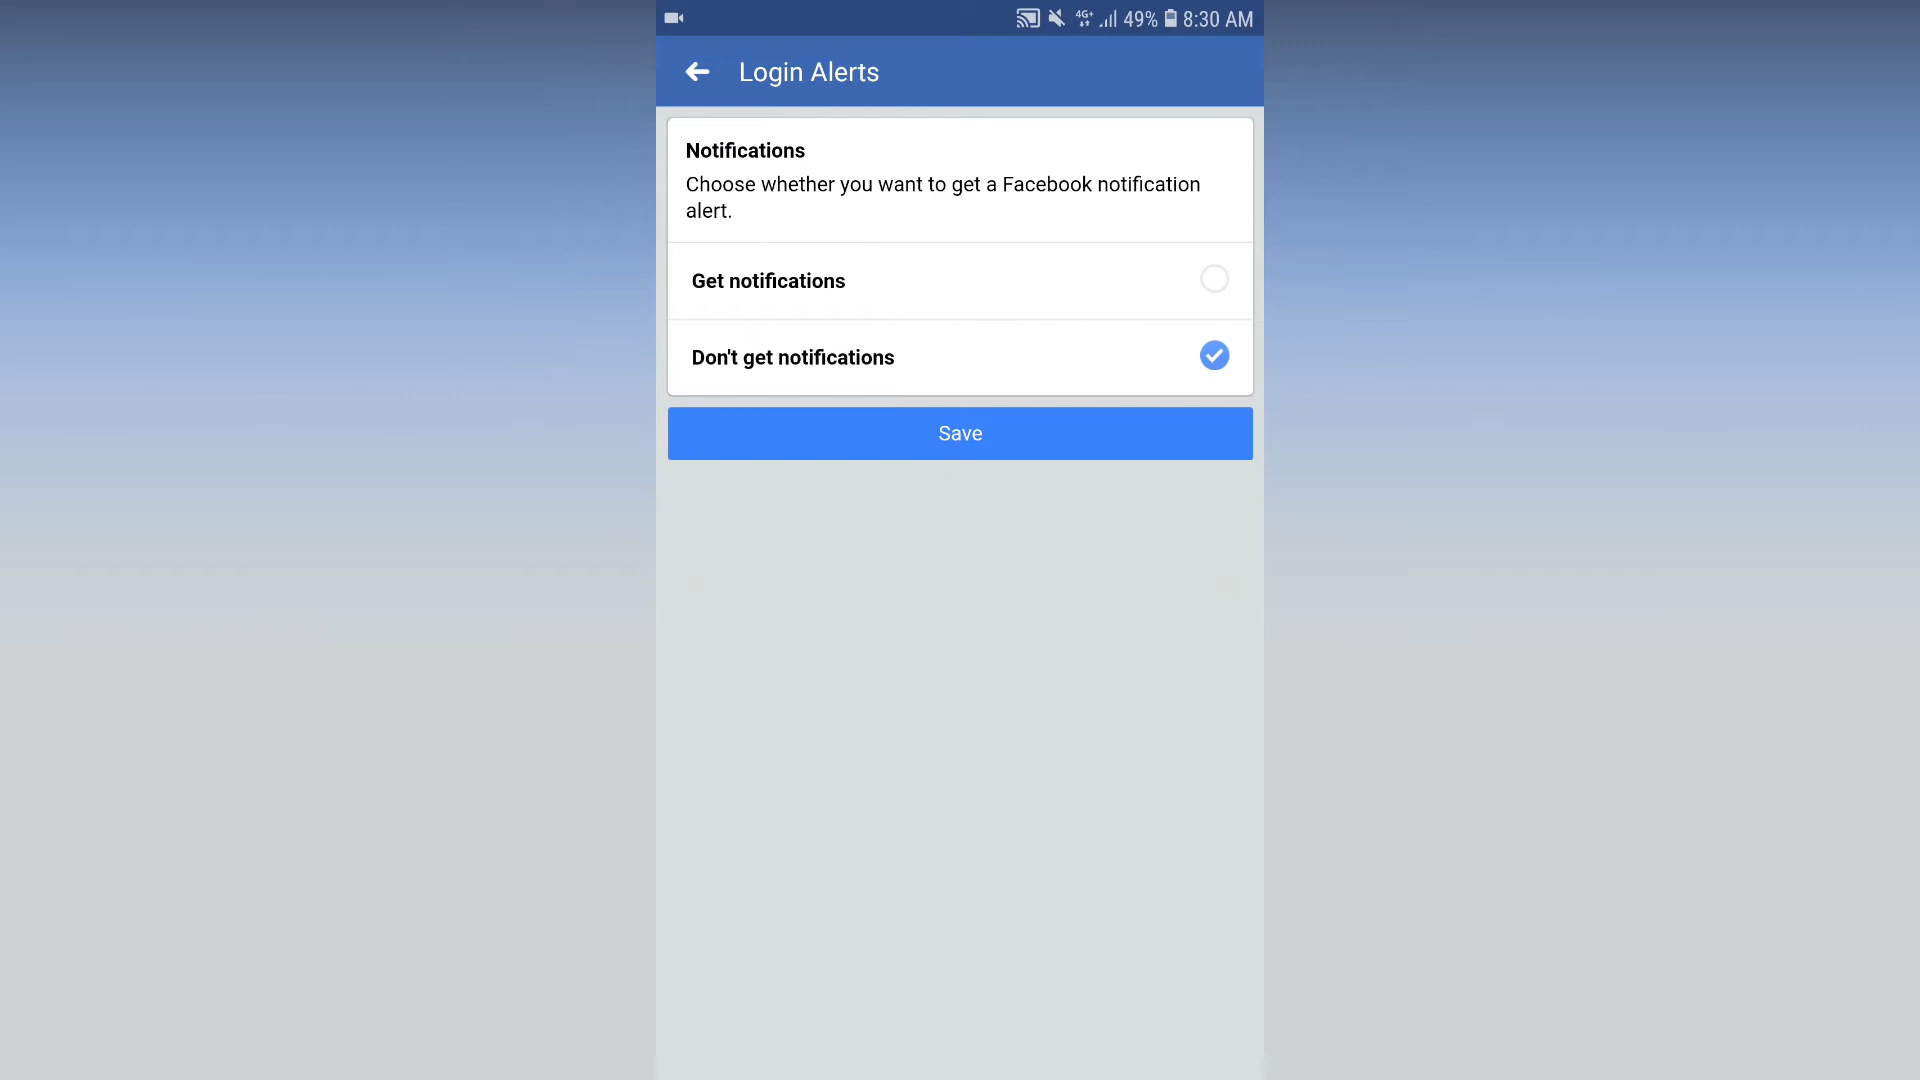 4G+ 49% 8:30 AM
Login Alerts
Notifications
Choose whether you want to get a Facebook notification
alert.
Get notifications
Don't get notifications
Save